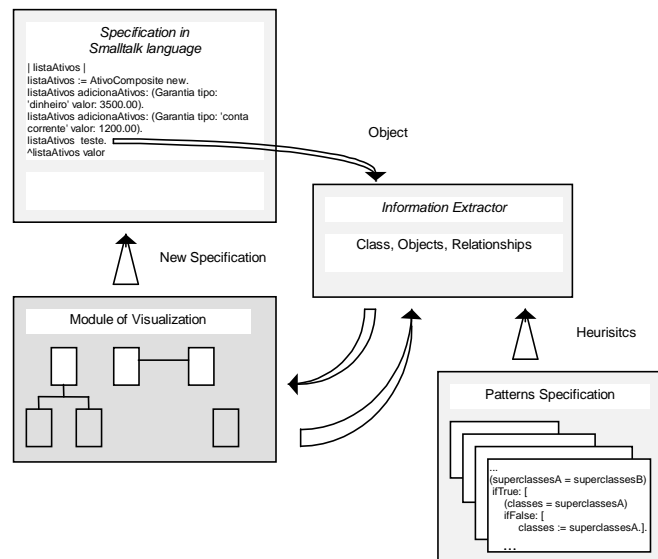 Specification in
Smalltalk language
| listaAtivos |
listaAtivos := AtivoComposite new.
listaAtivos adicionaAtivos: (Garantia tipo:
'dinheiro' valor: 3500.00).
listaAtivos adicionaAtivos: (Garantia tipo: 'conta
corrente' valor: 1200.00).
listaAtivos teste.
^listaAtivos valor
Object
Information Extractor
Class, Objects, Relationships
New Specification
Module of Visualization
Heurisitcs
Patterns Specification
...
(superclassesA = superclassesB)
ifTrue: [
(classes = superclassA)
ifFalse: [
classes := superclassA.].
...